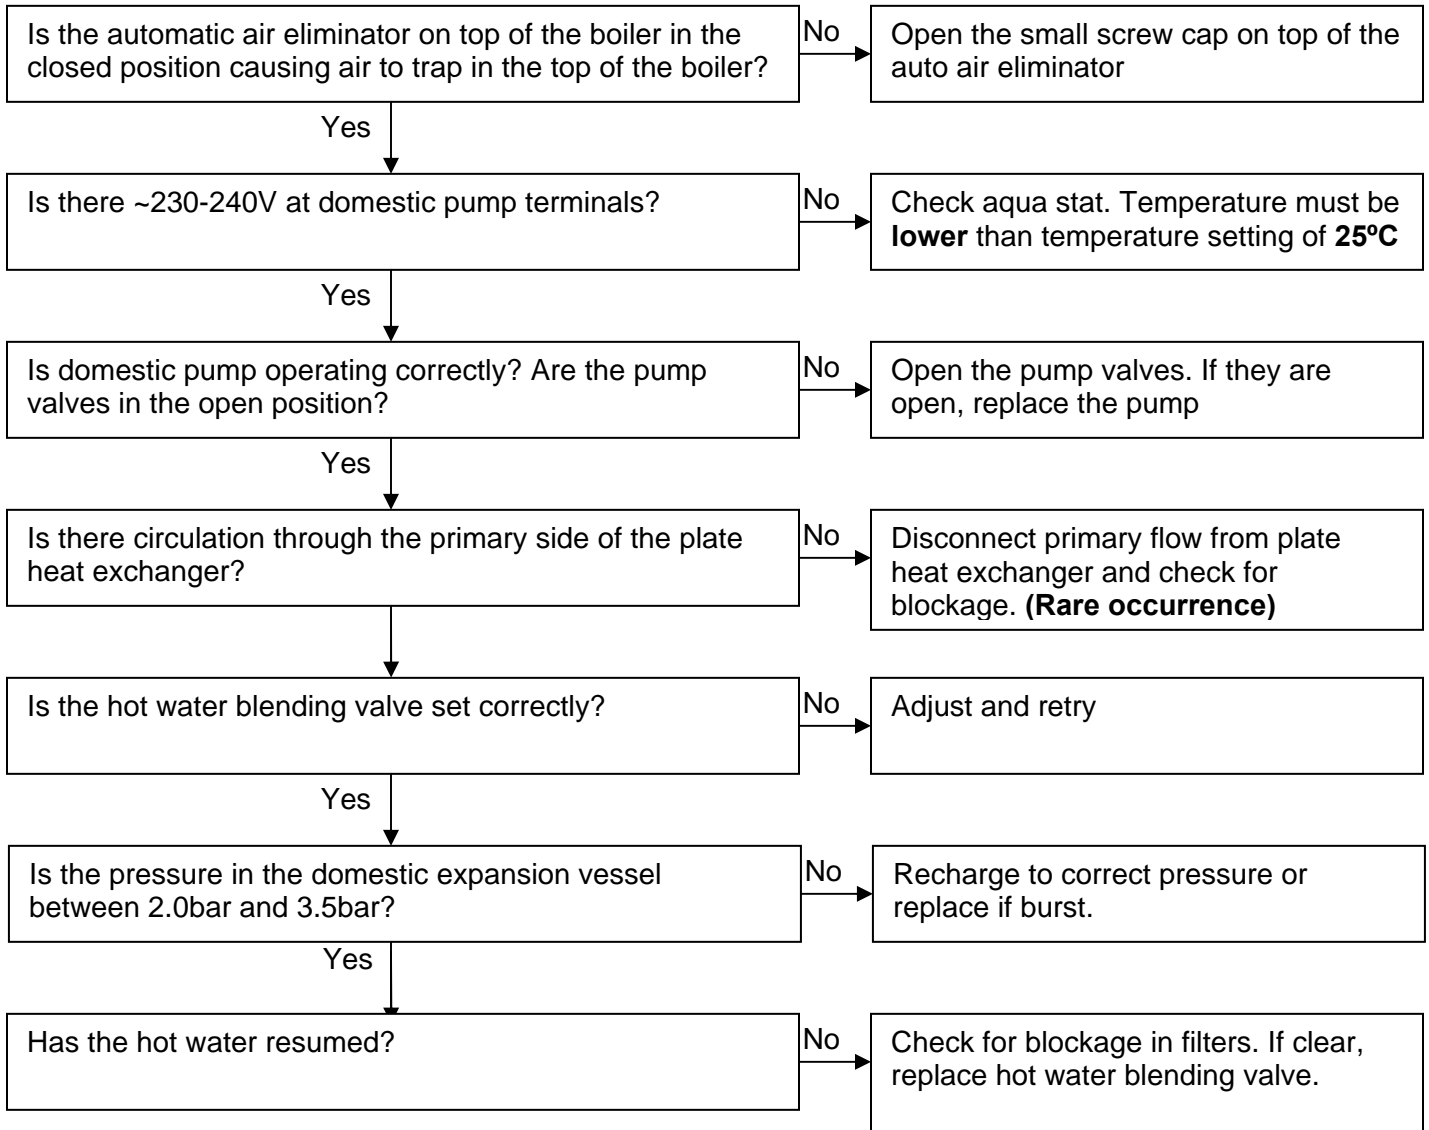 Is the automatic air eliminator on top of the boiler in the
closed position causing air to trap in the top of the boiler?
No
Open the small screw cap on top of the
auto air eliminator
Yes
Is there ~230-240V at domestic pump terminals?
No
Check aqua stat. Temperature must be
lower than temperature setting of 25ºC
Yes
Is domestic pump operating correctly? Are the pump
valves in the open position?
No
Open the pump valves. If they are
open, replace the pump
Yes
Is there circulation through the primary side of the plate
heat exchanger?
No
Disconnect primary flow from plate
heat exchanger and check for
blockage. (Rare occurrence)
Is the hot water blending valve set correctly?
No
Adjust and retry
Yes
Is the pressure in the domestic expansion vessel
between 2.0bar and 3.5bar?
No
Recharge to correct pressure or
replace if burst.
Yes
Has the hot water resumed?
No
Check for blockage in filters. If clear,
replace hot water blending valve.